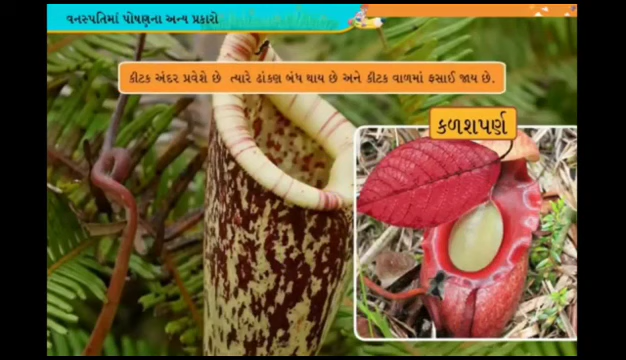 વનસ્પતિમાં પોષણના અન્ય પ્રકારો
કીટક અંદર પ્રવેશે છે ત્યારે ઢાંકણ બંધ થાય છે અને કીટક વાળમાં ફસાઈ જાય છે.
કળશપર્ણ